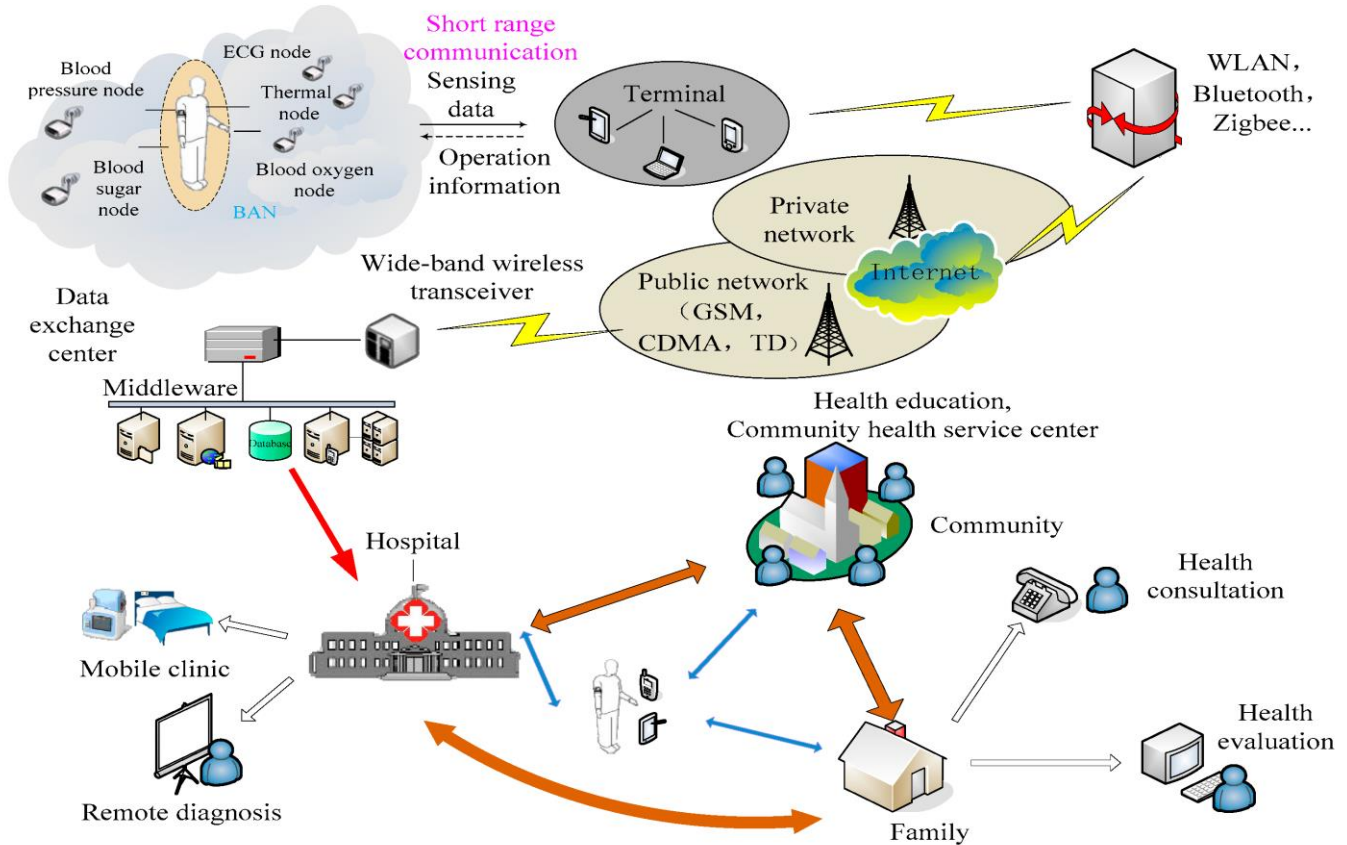 Short range
communication
ECG node
Blood
pressure node
Thermal
node
Blood oxygen
node
Blood
sugar
node
BAN
Sensing
data
Operation
information
Terminal
WLAN,
Bluetooth,
Zigbee...
Private
network
Internet
Public network
(GSM,
CDMA, TD)
Wide-band wireless
transceiver
Data
exchange
center
Middleware
Database
Health education,
Community health service center
Community
Hospital
Health
consultation
Mobile clinic
Health
evaluation
Remote diagnosis
Family